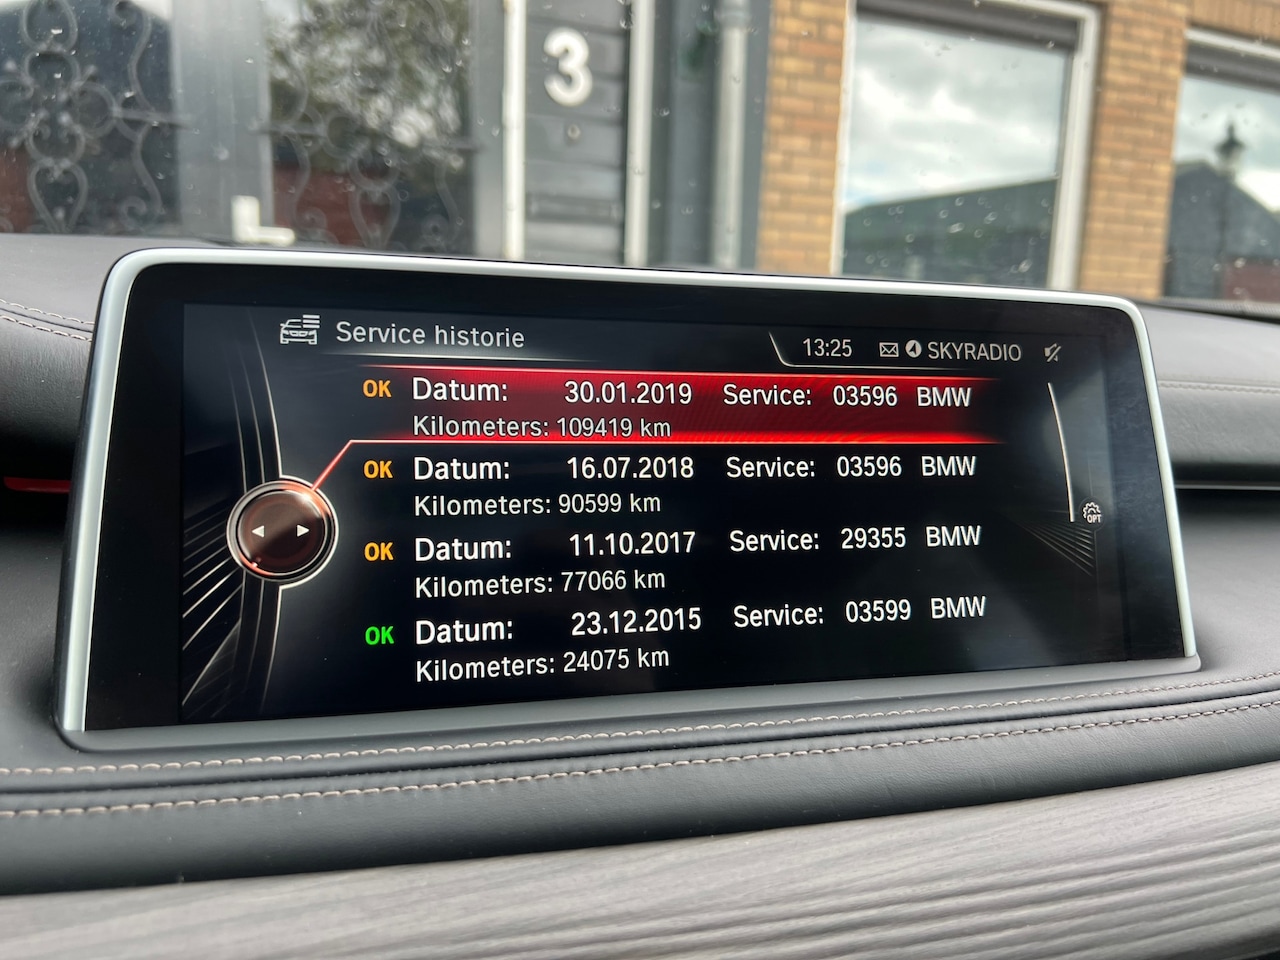 3
Service historie
13:25 SKYRADIO
OK Datum: 30.01.2019 Service: 03596 BMW
Kilometers: 109419 km
OK Datum: 16.07.2018 Service: 03596 BMW
Kilometers: 90599 km
OK Datum: 11.10.2017 Service: 29355 BMW
Kilometers: 77066 km
OPT
OK Datum: 23.12.2015 Service: 03599 BMW
Kilometers: 24075 km